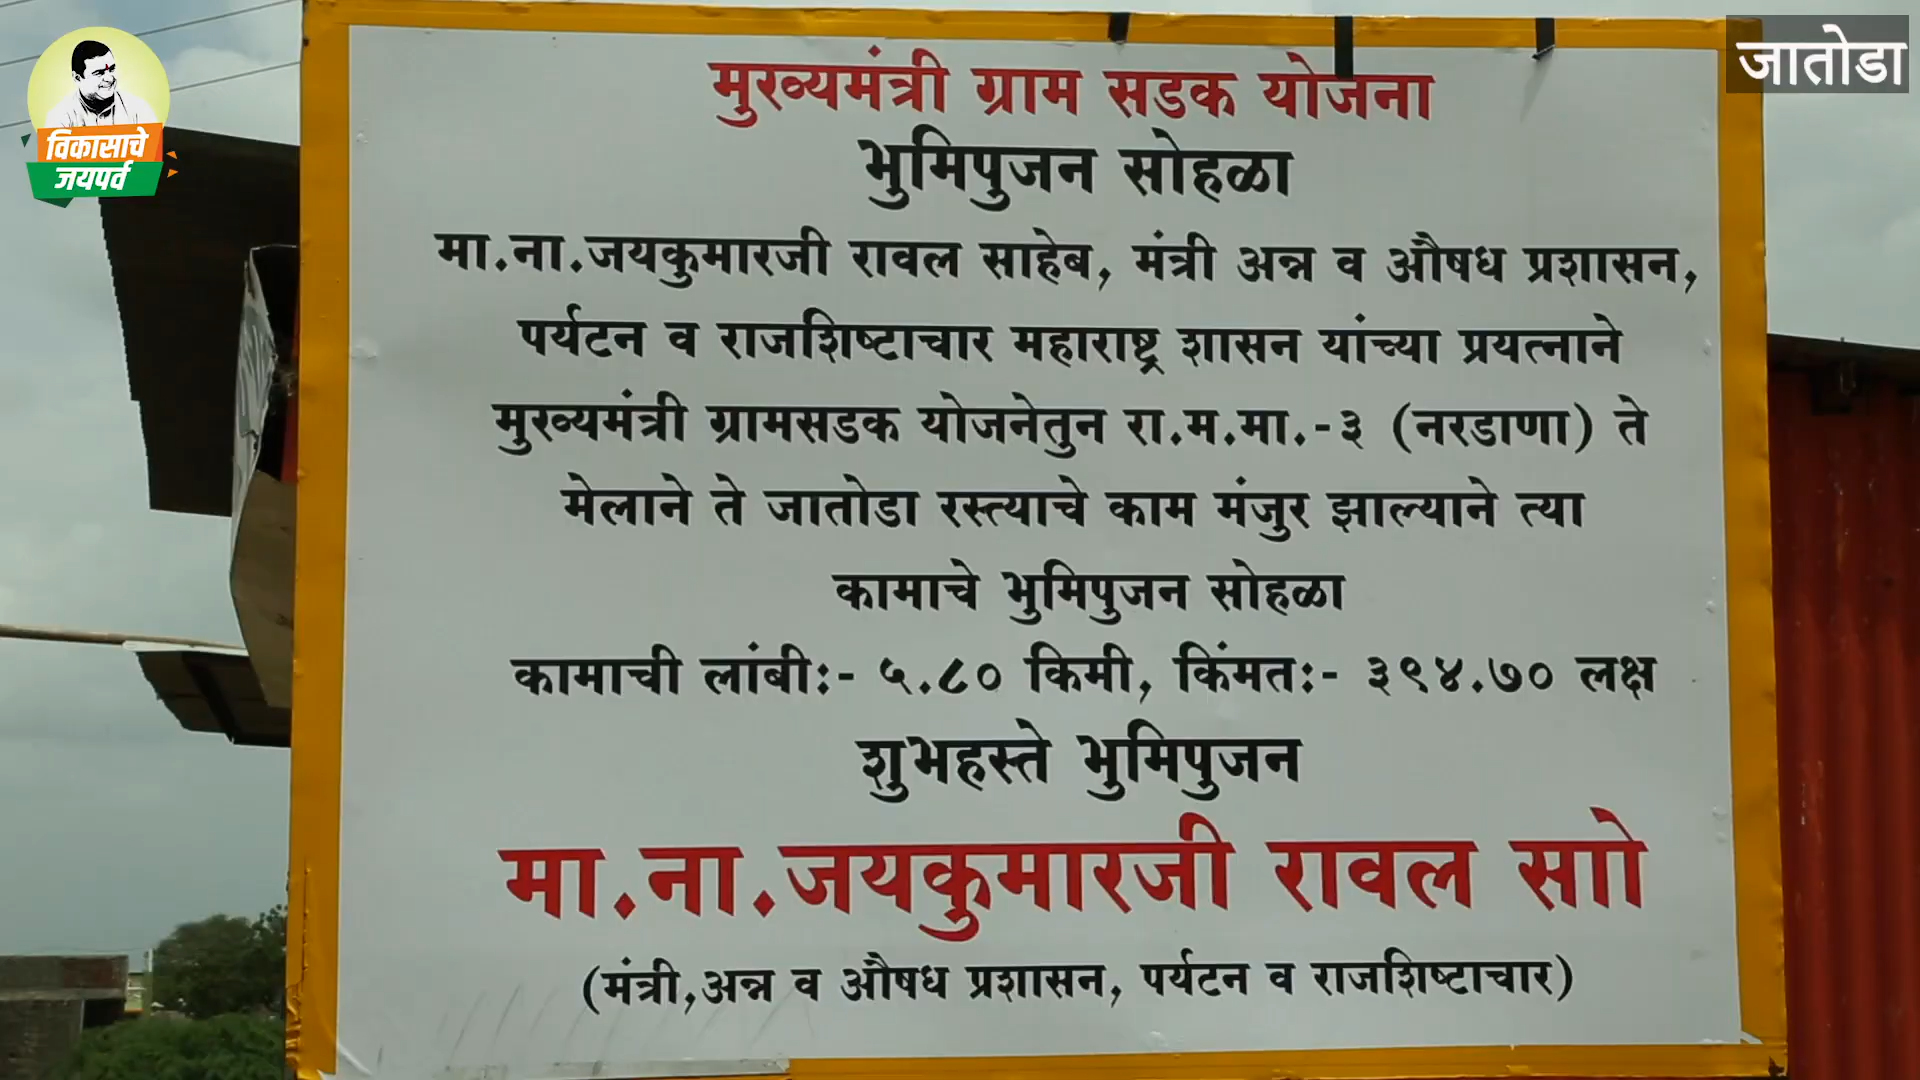 विकासाचे
जयपर्व
जातोडा
मुख्यमंत्री ग्राम सडक योजना
भुमिपुजन सोहळा
मा.ना.जयकुमारजी रावल साहेब, मंत्री अन्न व औषध प्रशासन,
पर्यटन व राजशिष्टाचार महाराष्ट्र शासन यांच्या प्रयत्नाने
मुख्यमंत्री ग्रामसडक योजनेतुन रा.म.मा.-३ (नरडाणा) ते
मेलाने ते जातोडा रस्त्याचे काम मंजुर झाल्याने त्या
कामाचे भुमिपुजन सोहळा
कामाची लांबी:- ५.८० किमी, किंमत:- ३९४.७० लक्ष
शुभहस्ते भुमिपुजन
मा.ना.जयकुमारजी रावल साो
(मंत्री,अन्न व औषध प्रशासन, पर्यटन व राजशिष्टाचार)